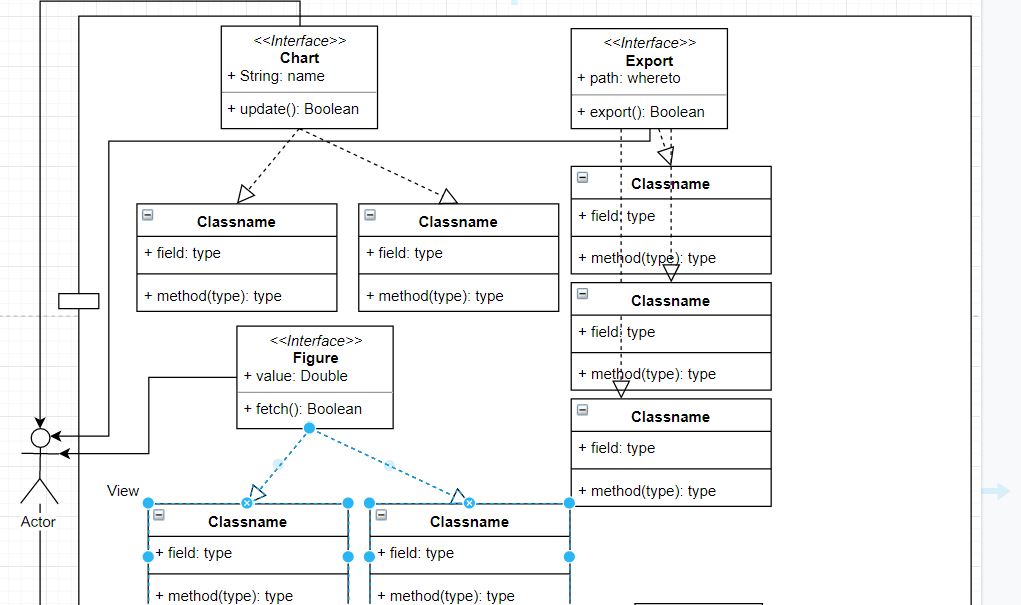 <<Interface>>
Chart
+ String: name
+ update(): Boolean
<<Interface>>
Export
+ path: whereto
+ export(): Boolean
Classname
+ field: type
+ method(type): type
Classname
+ field: type
+ method(type): type
Classname
+ field: type
+ method(type): type
Classname
+ field: type
+ method(type): type
Classname
+ field: type
+ method(type): type
<<Interface>>
Figure
+ value: Double
+ fetch(): Boolean
View
Actor
Classname
+ field: type
+ method(type): type
Classname
+ field: type
+ method(type): type